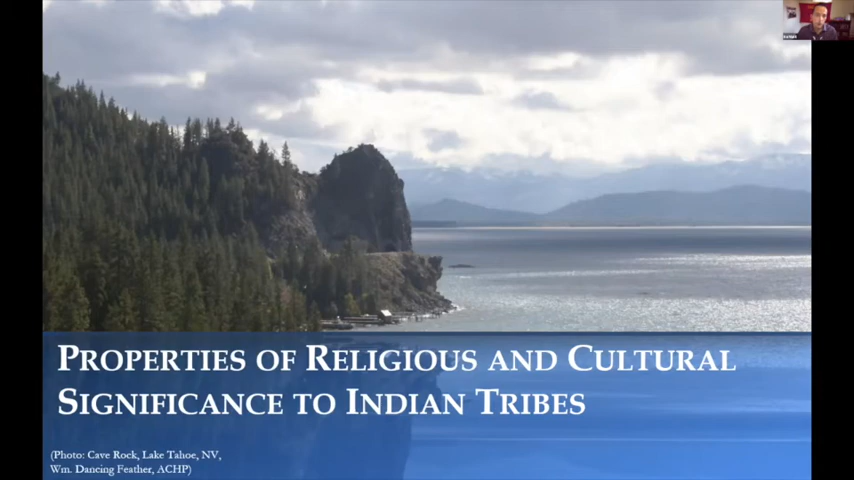 PROPERTIES OF RELIGIOUS AND CULTURAL
SIGNIFICANCE TO INDIAN TRIBES
(Photo: Cave Rock, Lake Tahoe, NV,
Wm. Dancing Feather, ACHP)